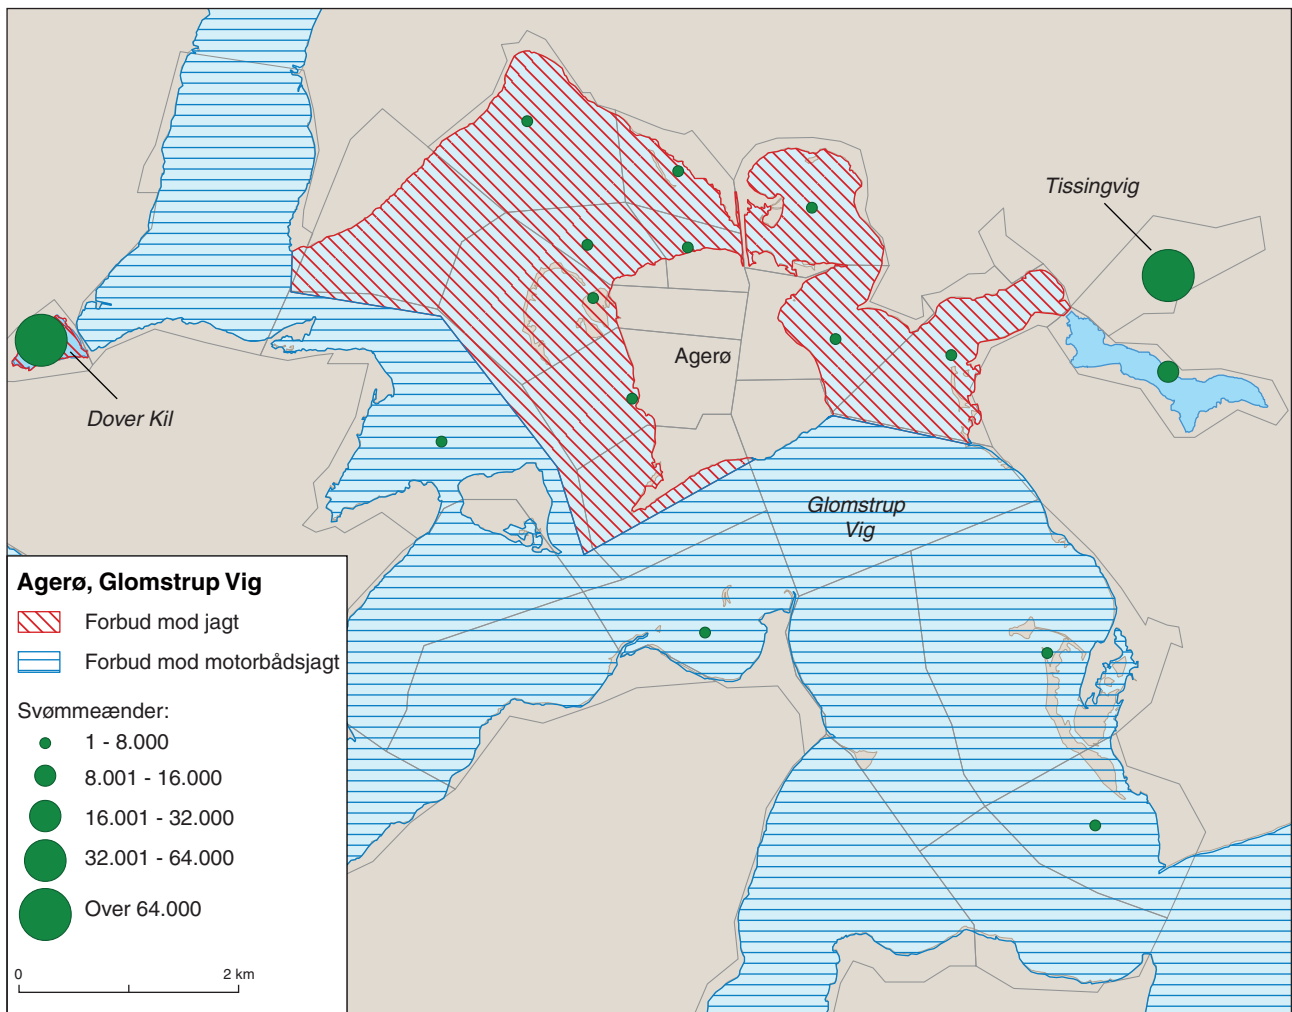 Tissingvig
Agerø
Dover Kil
Glomstrup
Vig
Agerø, Glomstrup Vig
Forbud mod jagt
Forbud mod motorbådsjagt
Svømmeænder:
1 - 8.000
8.001 - 16.000
16.001 - 32.000
32.001 - 64.000
Over 64.000
0 2 km